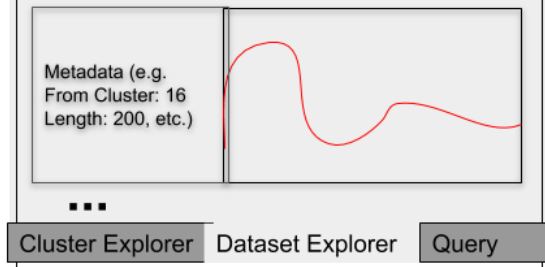 Metadata (e.g.
From Cluster: 16
Length: 200, etc.)
...
Cluster Explorer Dataset Explorer Query